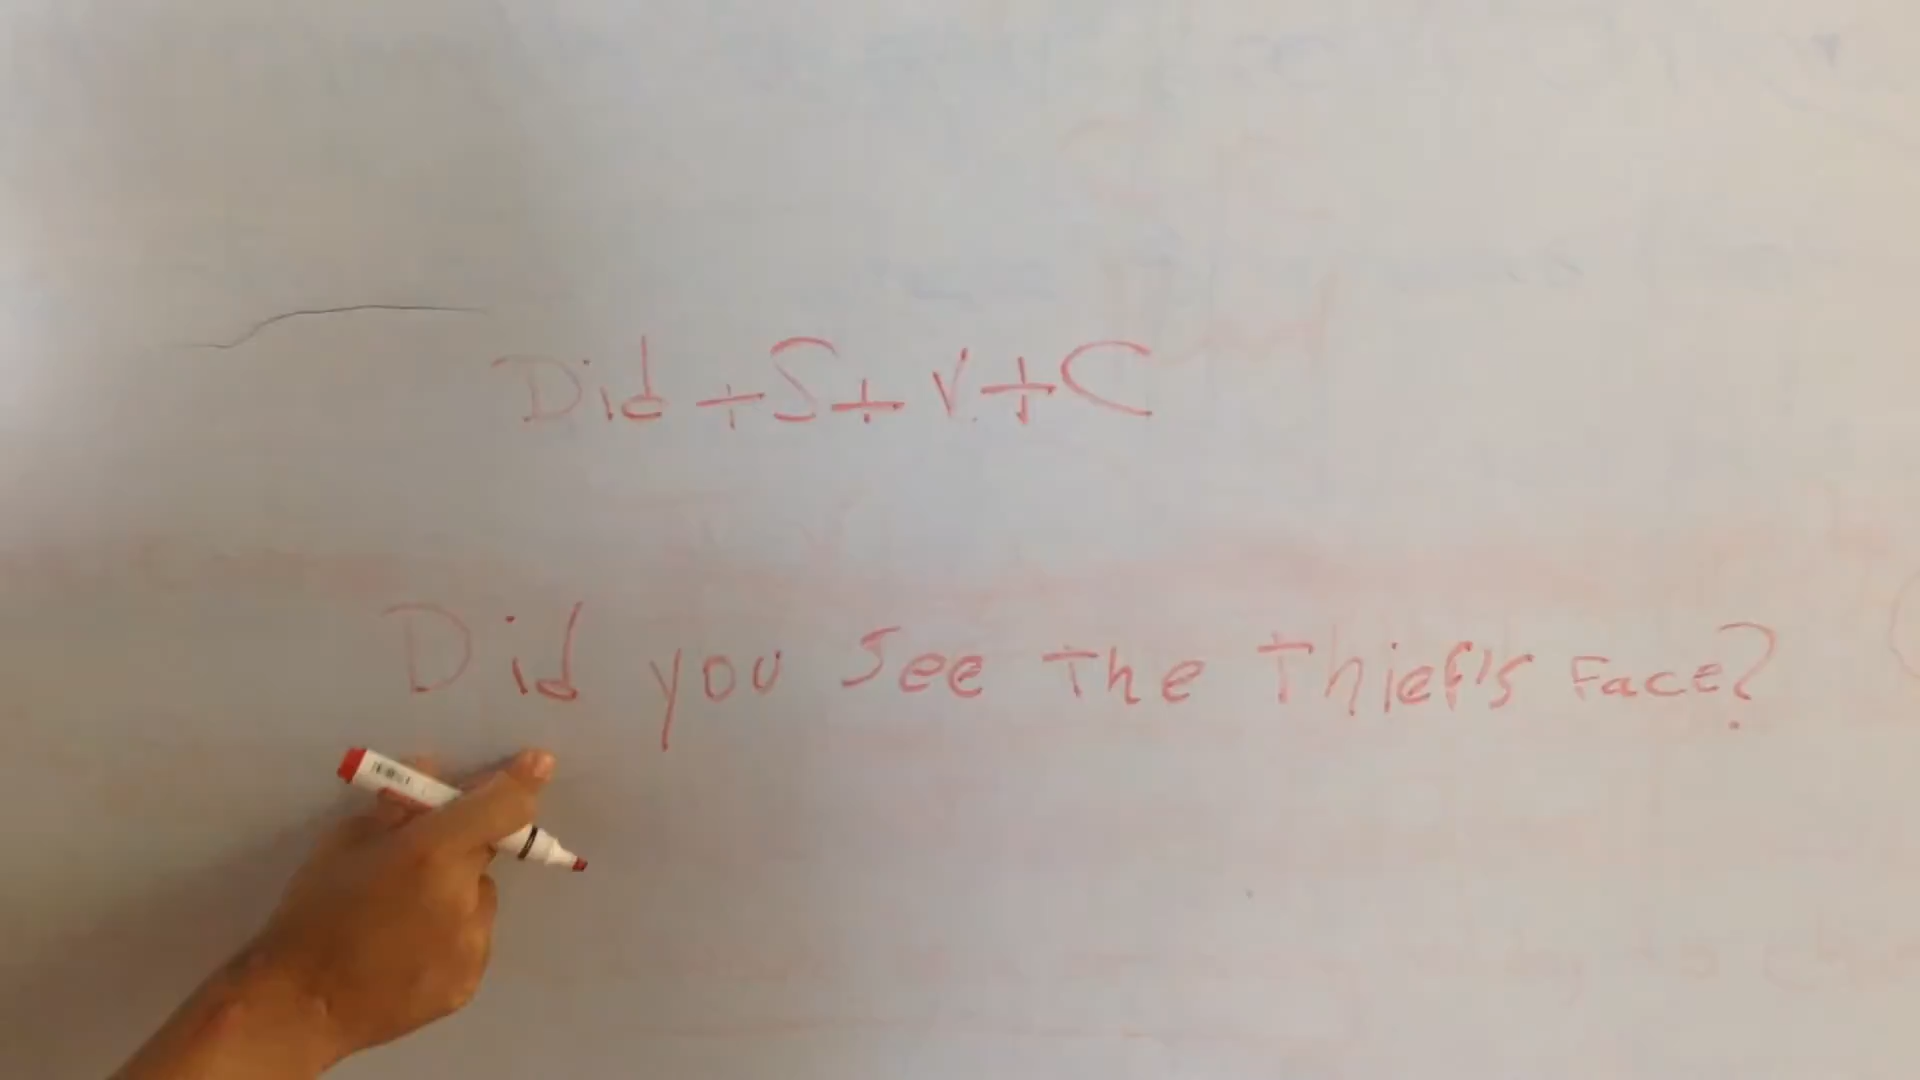 Did + S + V + C
Did you see The Thief's Face?